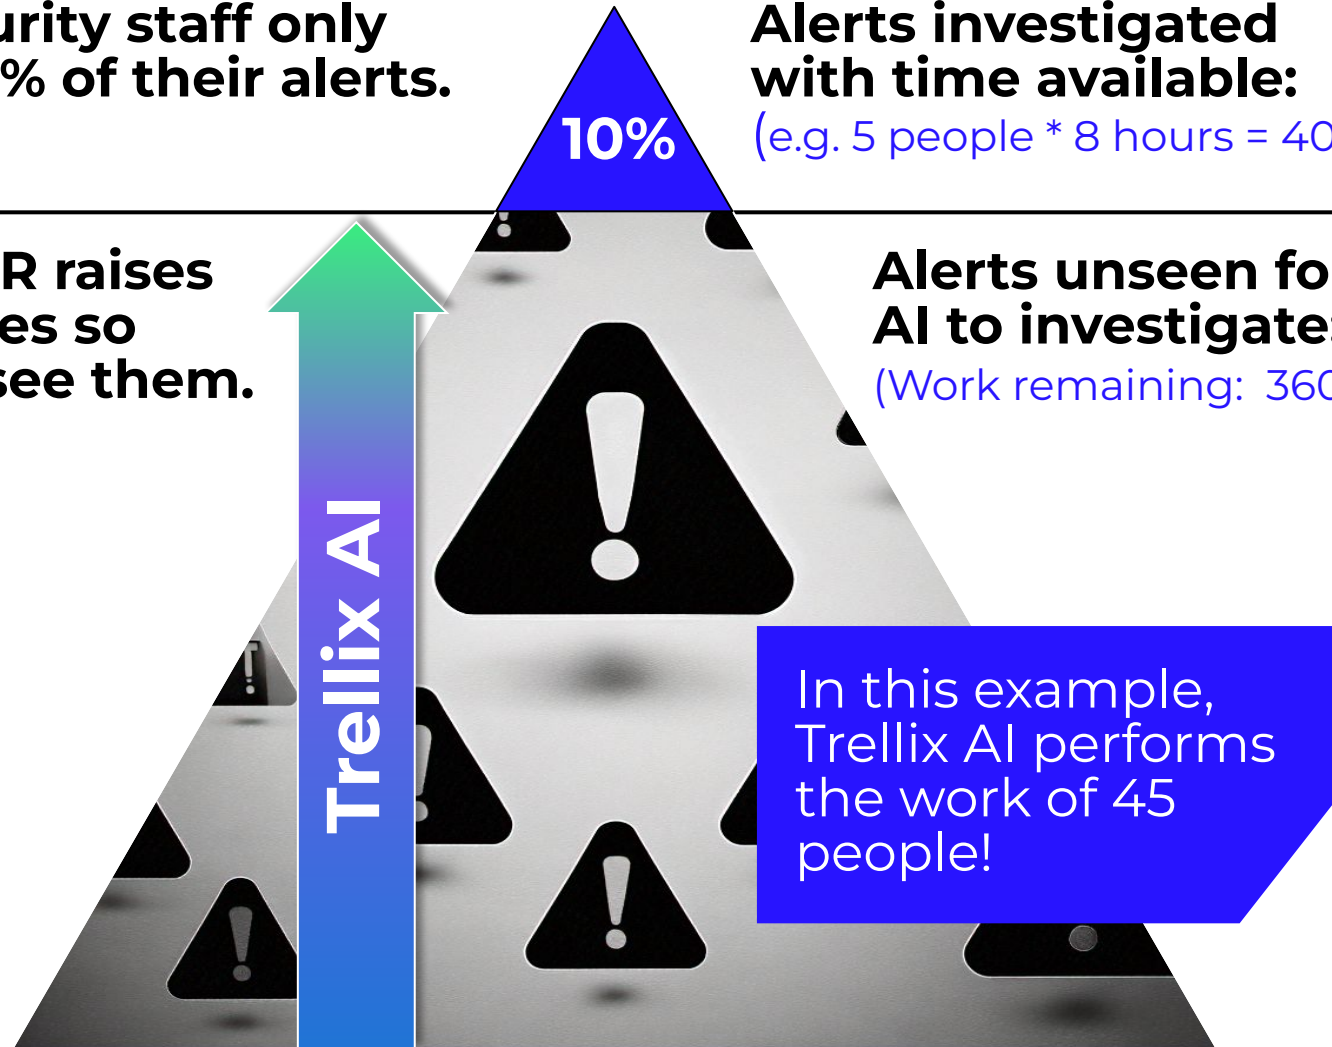 urity staff only
% of their alerts.
10%
Alerts investigated
with time available:
(e.g. 5 people * 8 hours = 40
R raises
es so
see them.
Alerts unseen fo
AI to investigate:
(Work remaining: 360
Trellix AI
In this example,
Trellix AI performs
the work of 45
people!